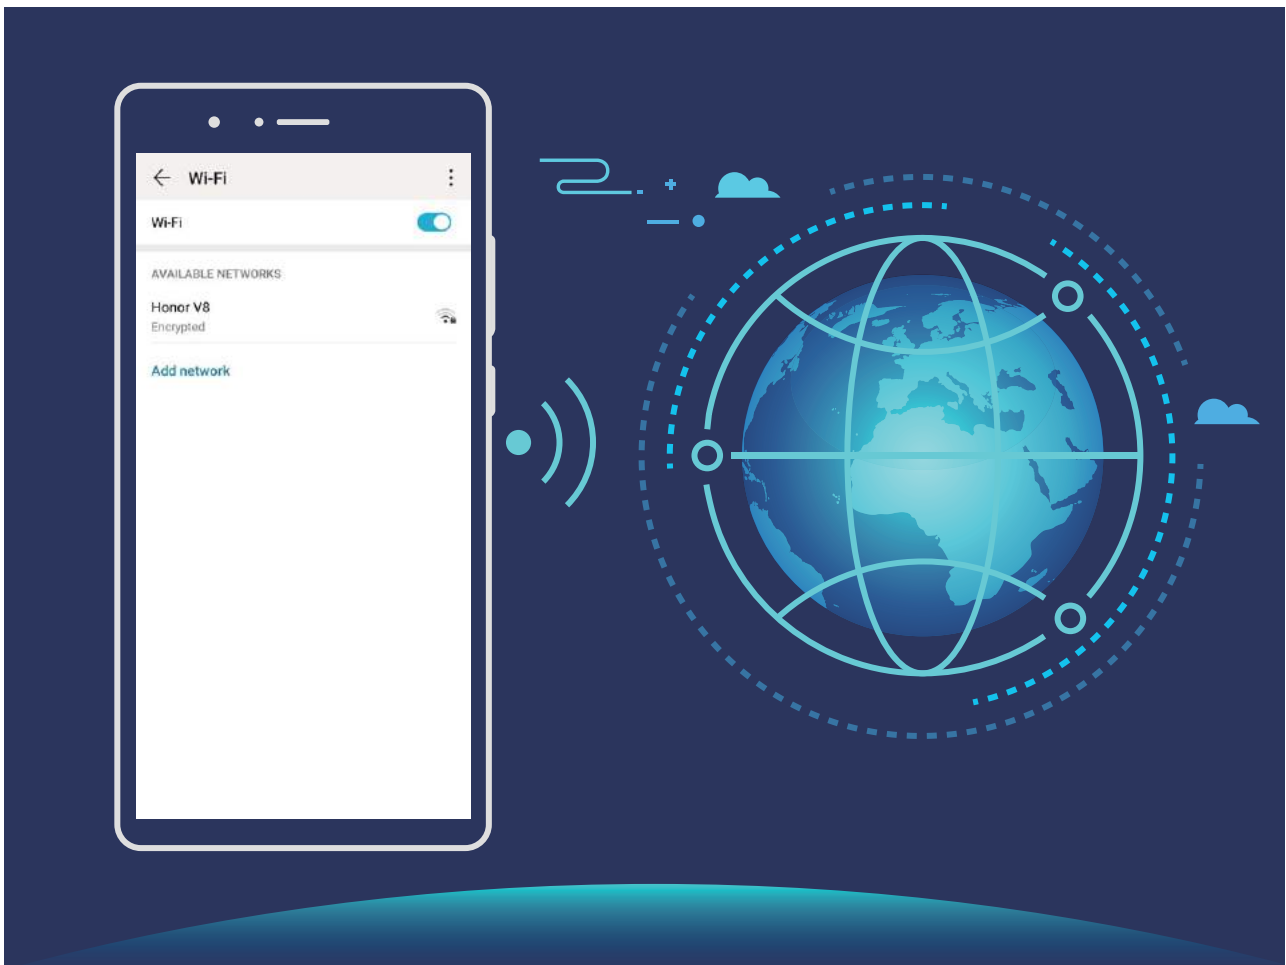 Wi-Fi
Wi-Fi
AVAILABLE NETWORKS
Honor V8
Encrypted
Add network